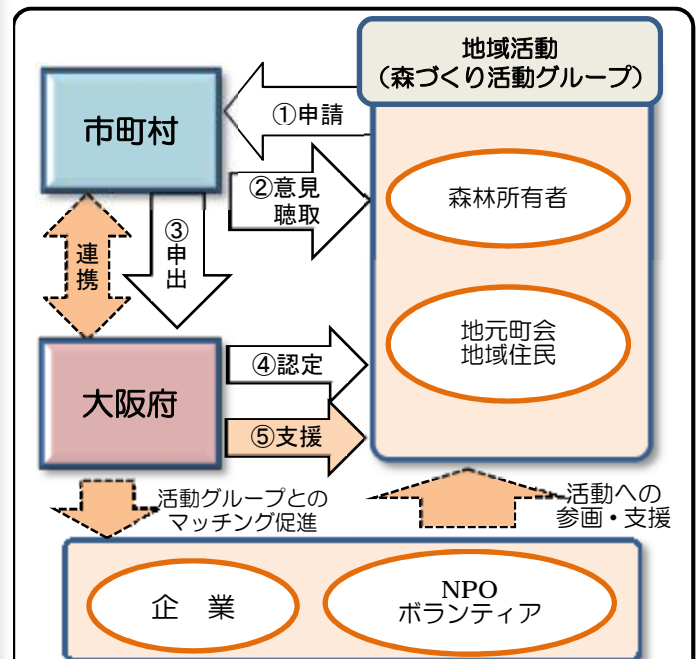 地域活動
（森づくり活動グループ）
市町村
①申請
②意見
聴取
森林所有者
③
申
出
連
携
地元町会
地域住民
大阪府
④認定
⑤支援
活動グループとの
マッチング促進
活動への
参画・支援
企　業
NPO
ボランティア